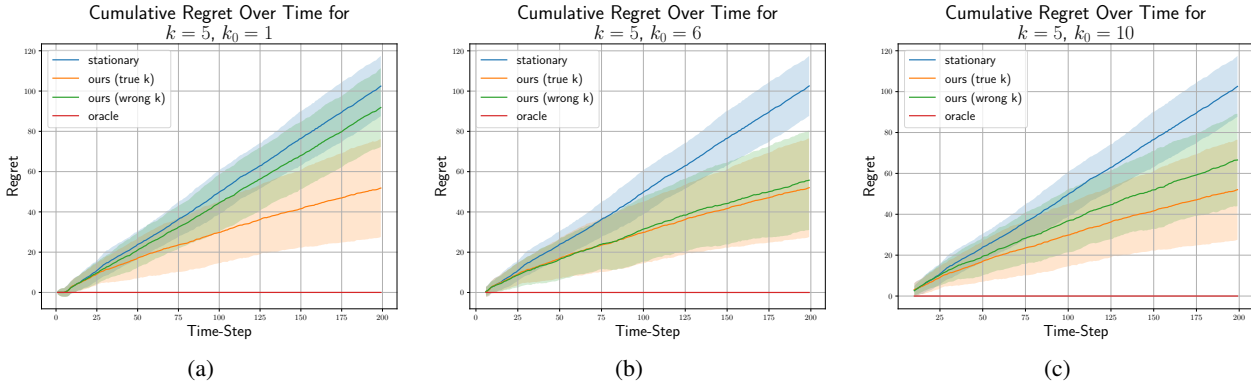 Cumulative Regret Over Time for
k = 5, k₀ = 1
120
100
80
60
40
20
0
Regret
stationary
ours (true k)
ours (wrong k)
oracle
0 25 50 75 100 125 150 175 200
Time-Step
(a)
Cumulative Regret Over Time for
k = 5, k₀ = 6
120
100
80
60
40
20
0
Regret
stationary
ours (true k)
ours (wrong k)
oracle
0 25 50 75 100 125 150 175 200
Time-Step
(b)
Cumulative Regret Over Time for
k = 5, k₀ = 10
120
100
80
60
40
20
0
Regret
stationary
ours (true k)
ours (wrong k)
oracle
25 50 75 100 125 150 175 200
Time-Step
(c)